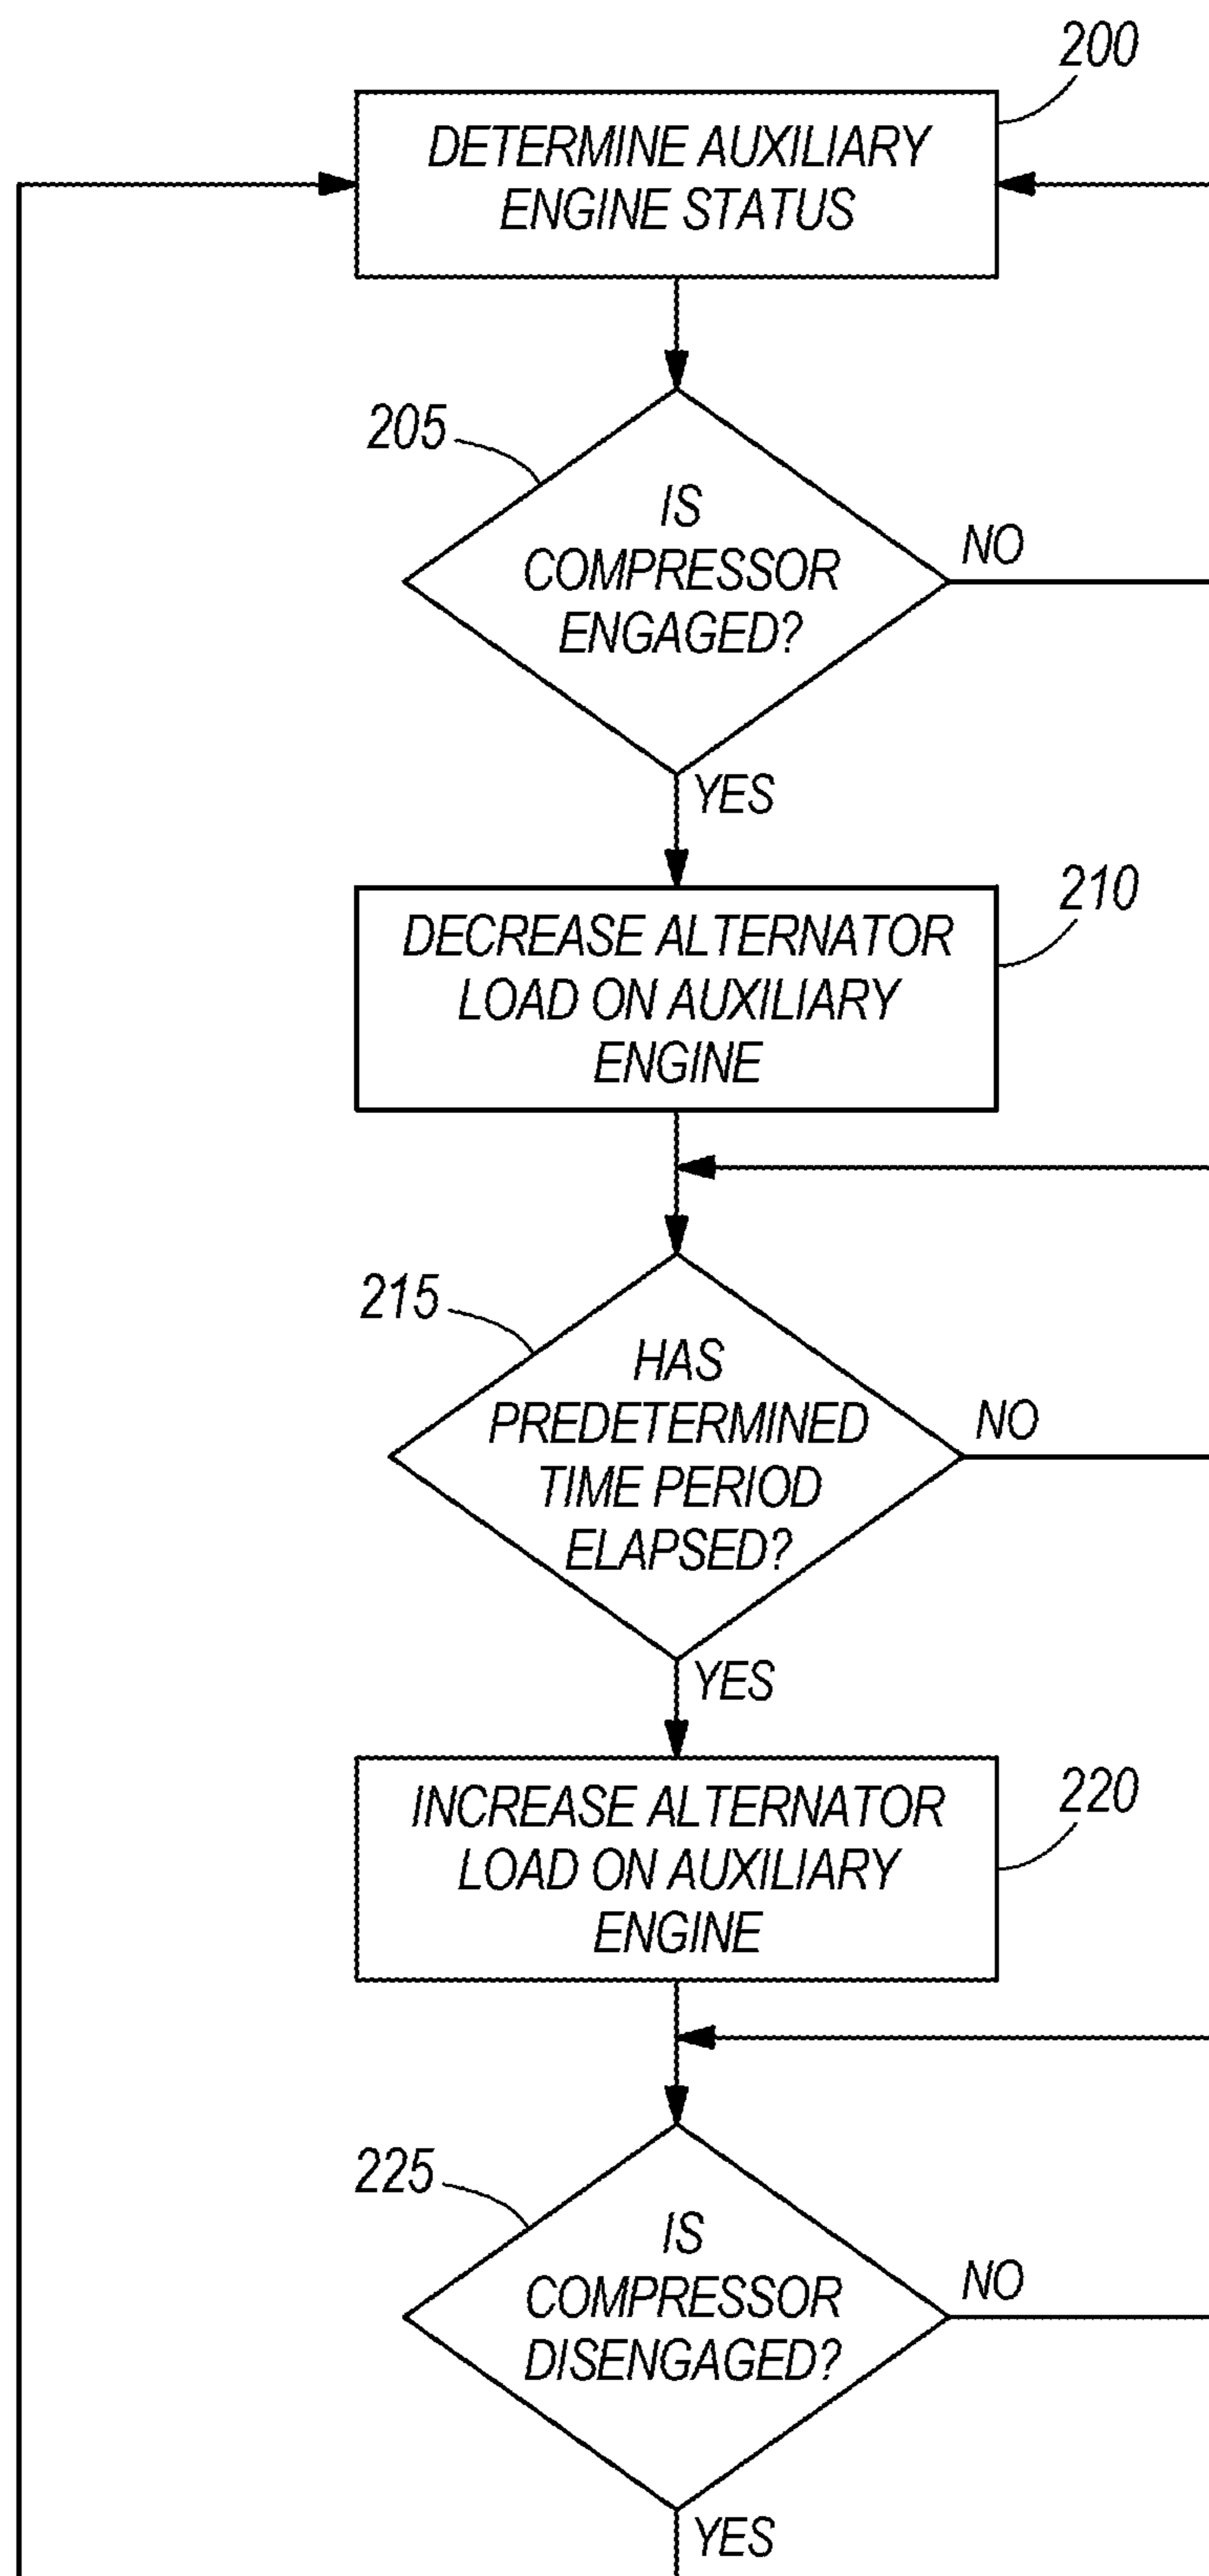 200
DETERMINE AUXILIARY
ENGINE STATUS
205
IS
COMPRESSOR
ENGAGED?
NO
YES
210
DECREASE ALTERNATOR
LOAD ON AUXILIARY
ENGINE
215
HAS
PREDETERMINED
TIME PERIOD
ELAPSED?
NO
YES
220
INCREASE ALTERNATOR
LOAD ON AUXILIARY
ENGINE
225
IS
COMPRESSOR
DISENGAGED?
NO
YES